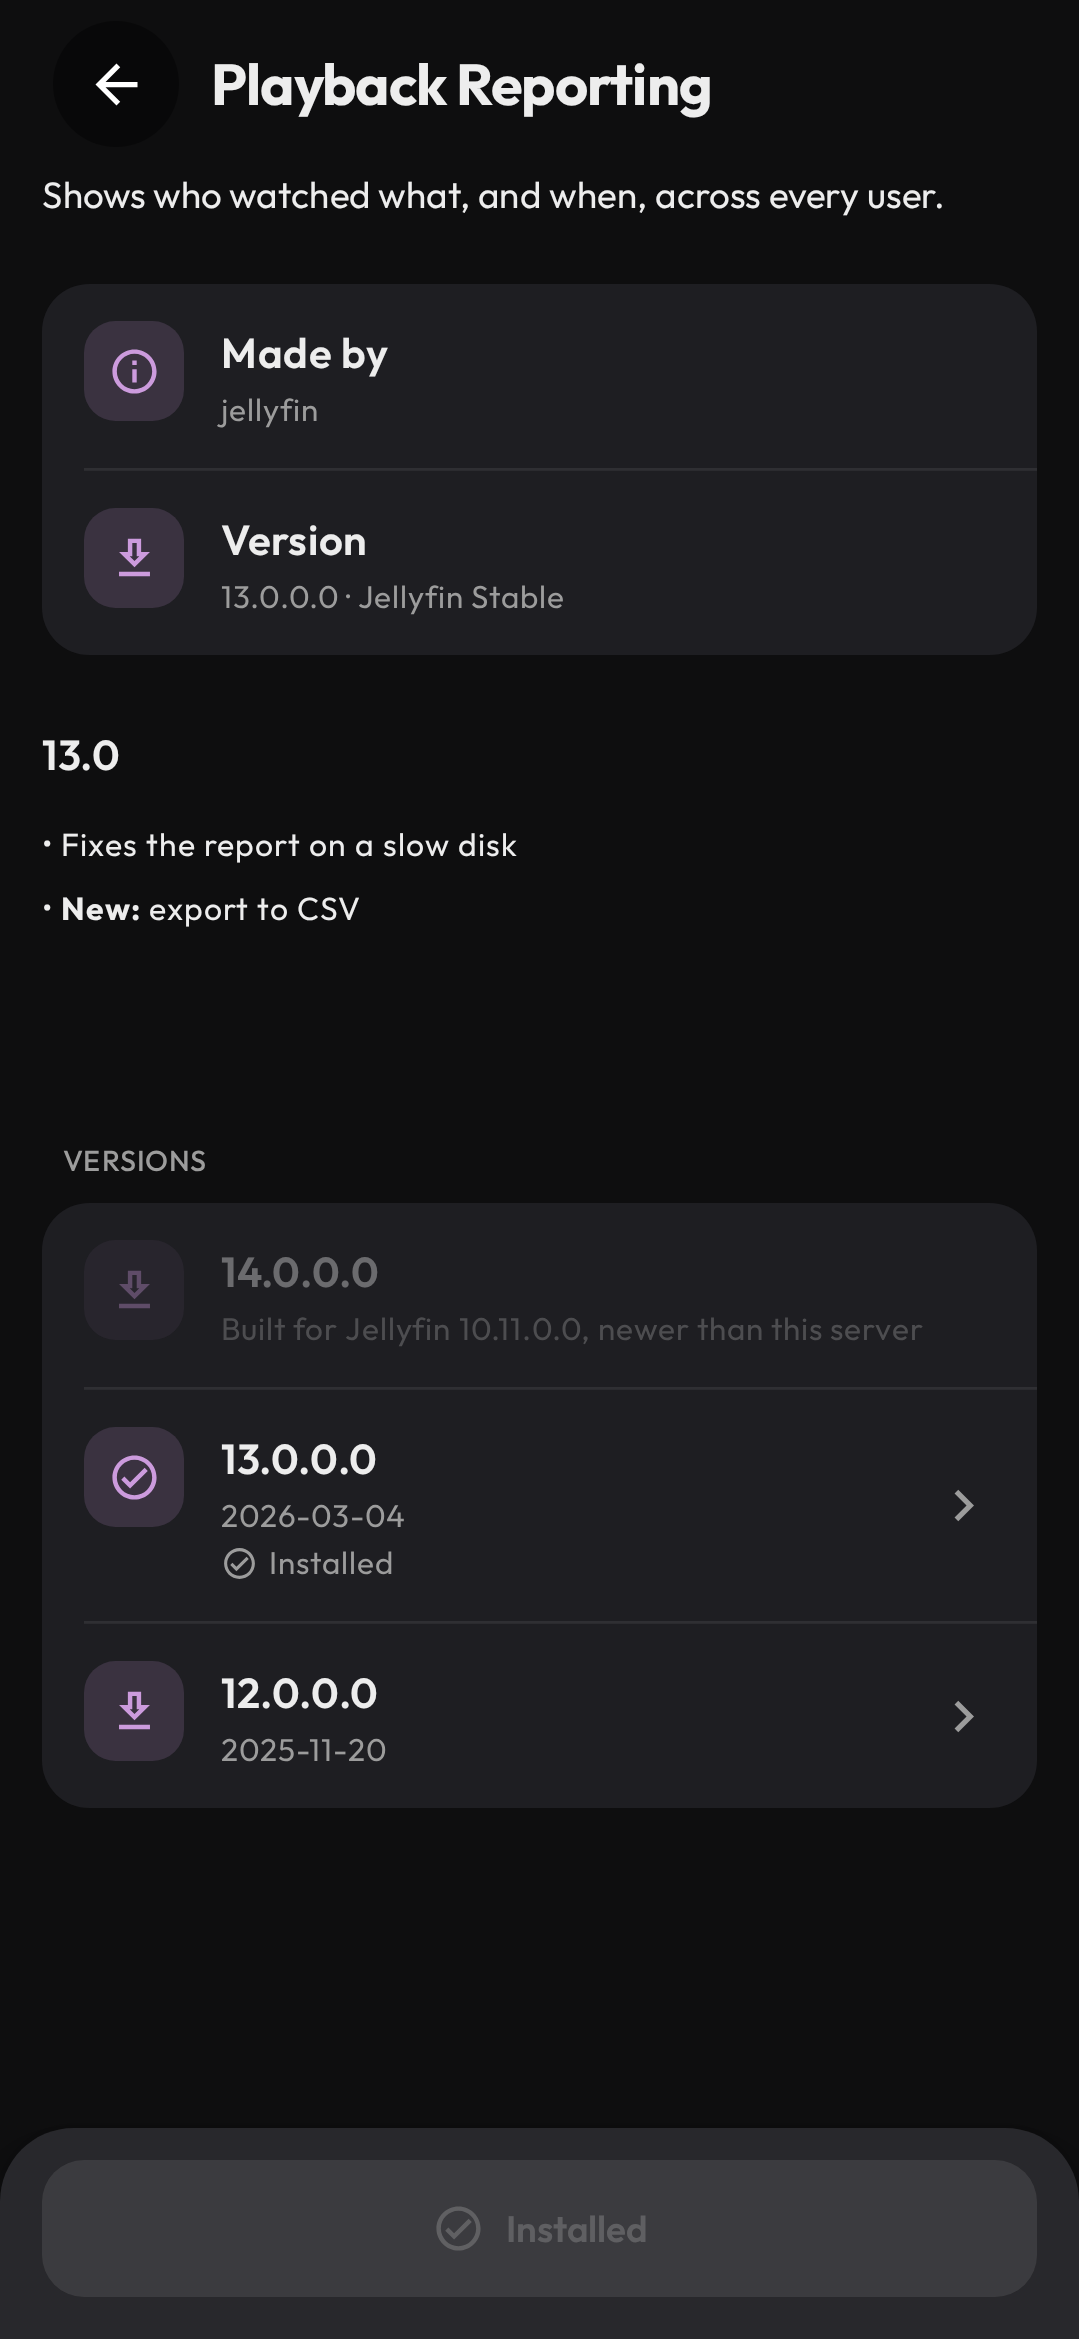 Playback Reporting
Shows who watched what, and when, across every user.
Made by
jellyfin
Version
13.0.0.0 · Jellyfin Stable
13.0
• Fixes the report on a slow disk
• New: export to CSV
VERSIONS
14.0.0.0
Built for Jellyfin 10.11.0.0, newer than this server
13.0.0.0
2026-03-04
Installed
12.0.0.0
2025-11-20
Installed